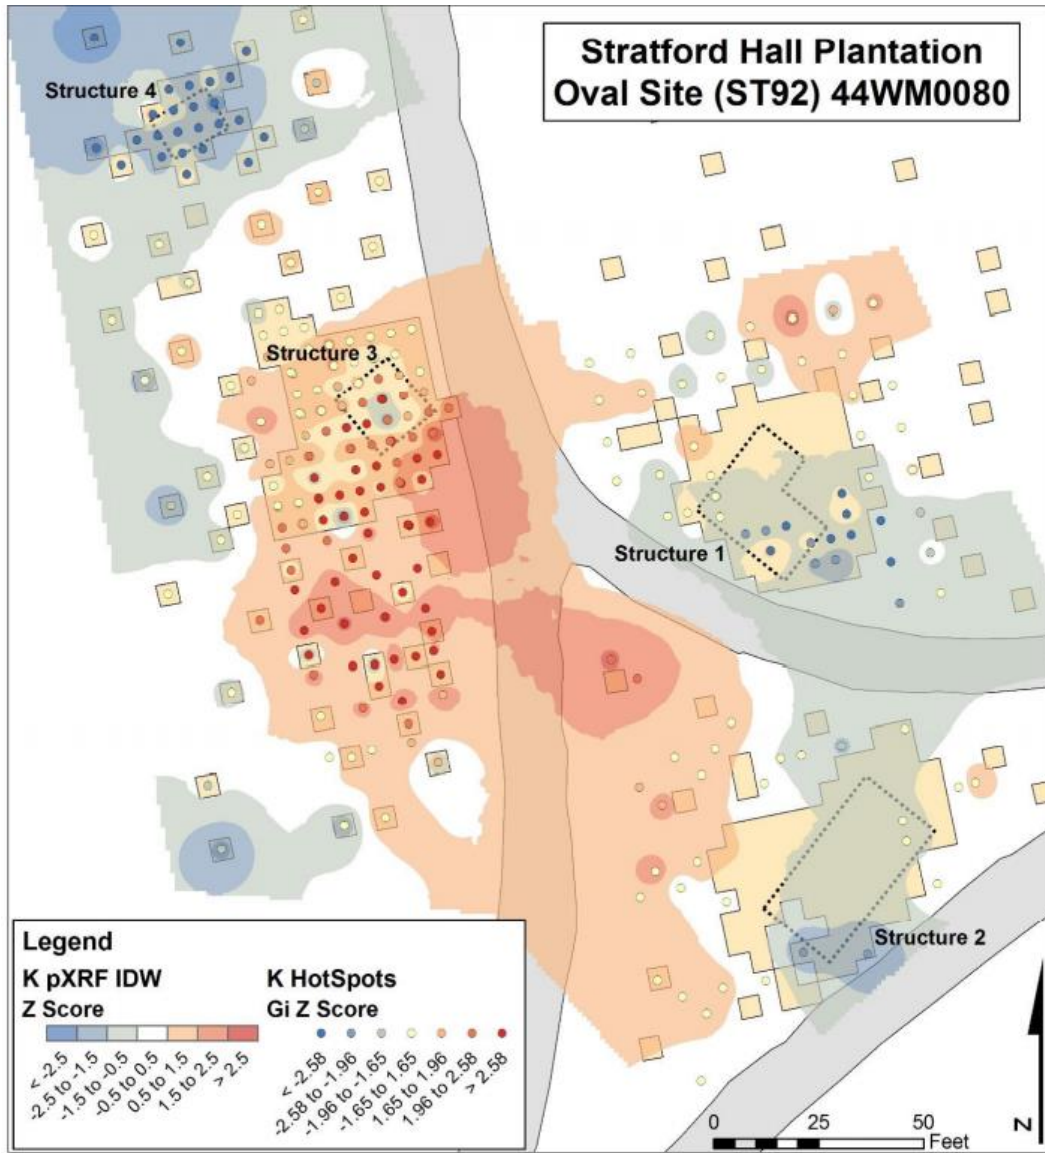 Stratford Hall Plantation
Oval Site (ST92) 44WM0080
Structure 4
Structure 3
Structure 1
Structure 2
Legend
K pXRF IDW
Z Score
< -2.5
-2.5 to -1.5
-1.5 to -0.5
-0.5 to 0.5
0.5 to 1.5
1.5 to 2.5
> 2.5
K HotSpots
Gi Z Score
< -2.58
-2.58 to -1.96
-1.96 to -1.65
-1.65 to 1.65
1.65 to 1.96
1.96 to 2.58
> 2.58
0 25 50
Feet
N